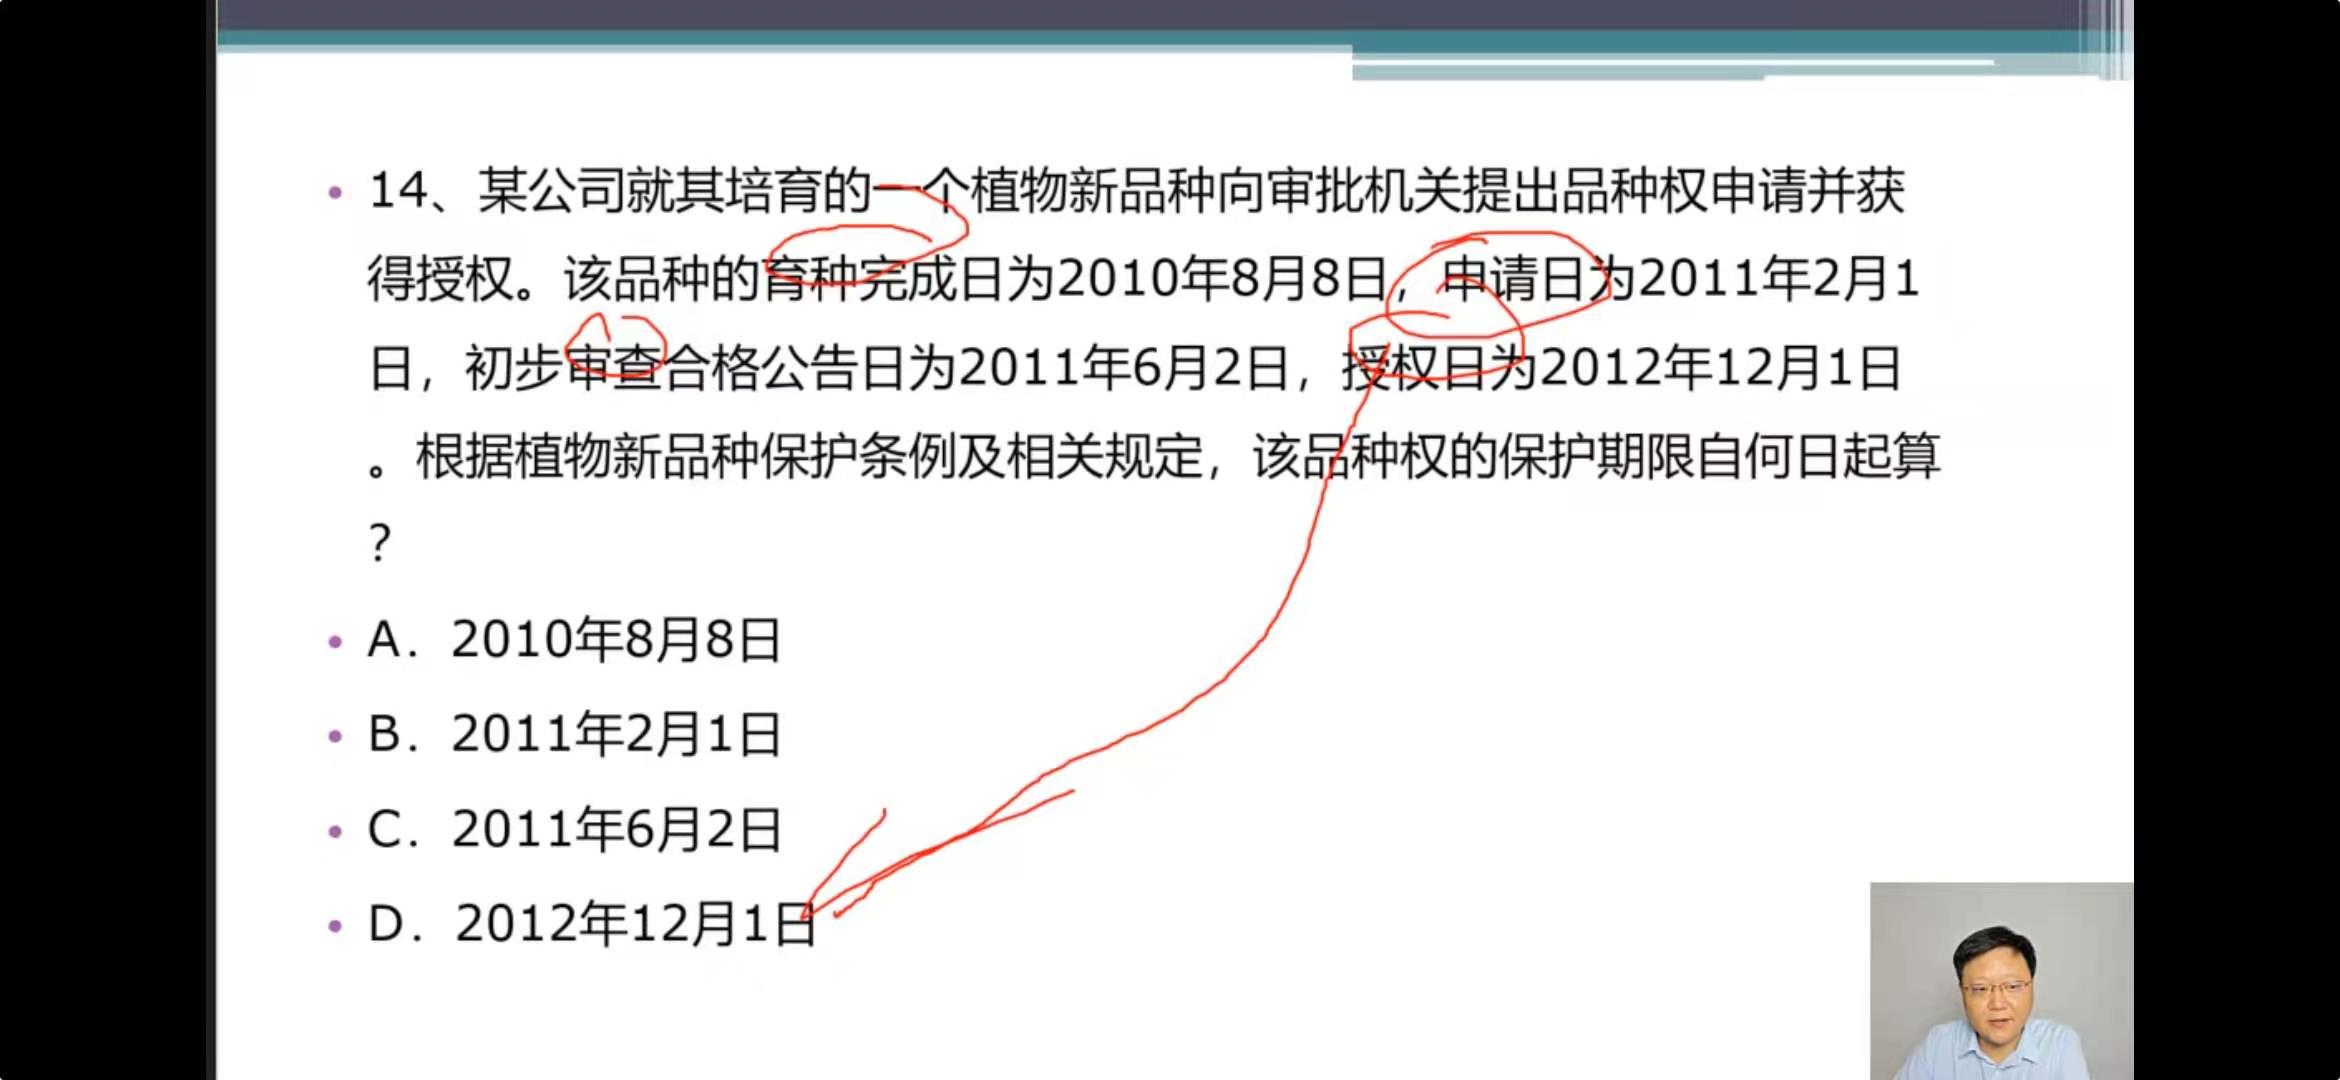 14、某公司就其培育的一个植物新品种向审批机关提出品种权申请并获
得授权。该品种的育种完成日为2010年8月8日，申请日为2011年2月1
日，初步审查合格公告日为2011年6月2日，授权日为2012年12月1日
。根据植物新品种保护条例及相关规定，该品种权的保护期限自何日起算
？
A．2010年8月8日
B．2011年2月1日
C．2011年6月2日
D．2012年12月1日